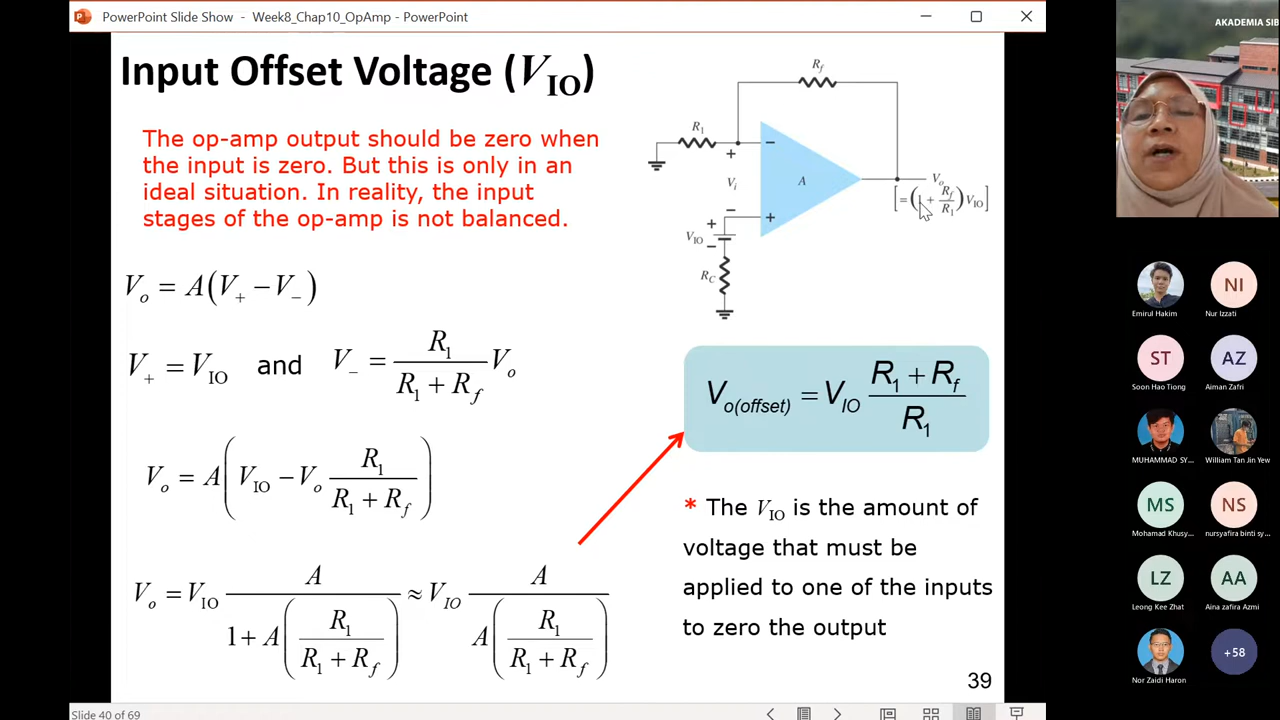 PowerPoint Slide Show - Week8_Chap10_OpAmp - PowerPoint
AKADEMIA SIB
Input Offset Voltage (V_IO)
The op-amp output should be zero when
the input is zero. But this is only in an
ideal situation. In reality, the input
stages of the op-amp is not balanced.
R_f
R_1
+
−
V_i
A
−
+
+
V_IO
−
R_C
V_o
[= (1 + R_f/R_1) V_IO]
V_o = A(V_+ − V_−)
V_+ = V_IO and V_− = R_1/(R_1 + R_f) V_o
V_o = A(V_IO − V_o R_1/(R_1 + R_f))
V_o = V_IO A/(1 + A(R_1/(R_1 + R_f))) ≈ V_IO A/(A(R_1/(R_1 + R_f)))
V_o(offset) = V_IO (R_1 + R_f)/R_1
* The V_IO is the amount of
voltage that must be
applied to one of the inputs
to zero the output
39
Slide 40 of 69
Emirul Hakim
NI
Nur Izzati
ST
Soon Hao Tiong
AZ
Aiman Zafri
MUHAMMAD SY...
William Tan Jin Yew
MS
Mohamad Khusy...
NS
nursyafira binti sy...
LZ
Leong Kee Zhat
AA
Aina zafira Azmi
Nor Zaidi Haron
+58